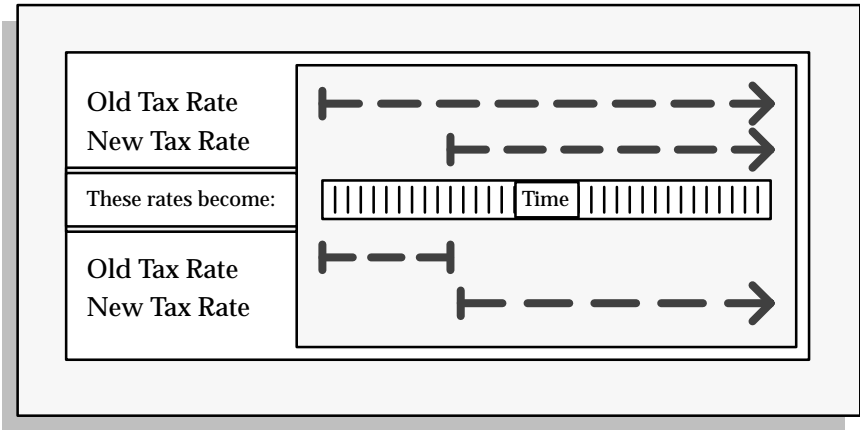 Old Tax Rate
New Tax Rate
These rates become:
Time
Old Tax Rate
New Tax Rate